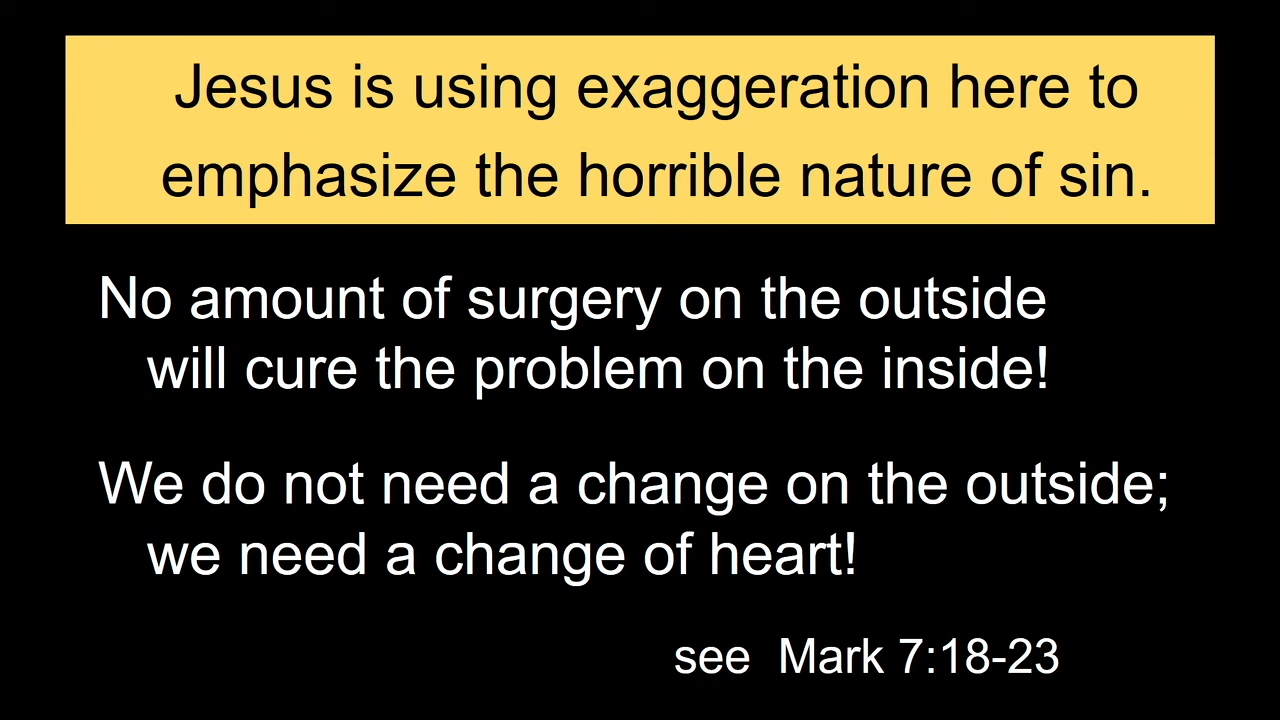 Jesus is using exaggeration here to
emphasize the horrible nature of sin.
No amount of surgery on the outside
will cure the problem on the inside!
We do not need a change on the outside;
we need a change of heart!
see  Mark 7:18-23